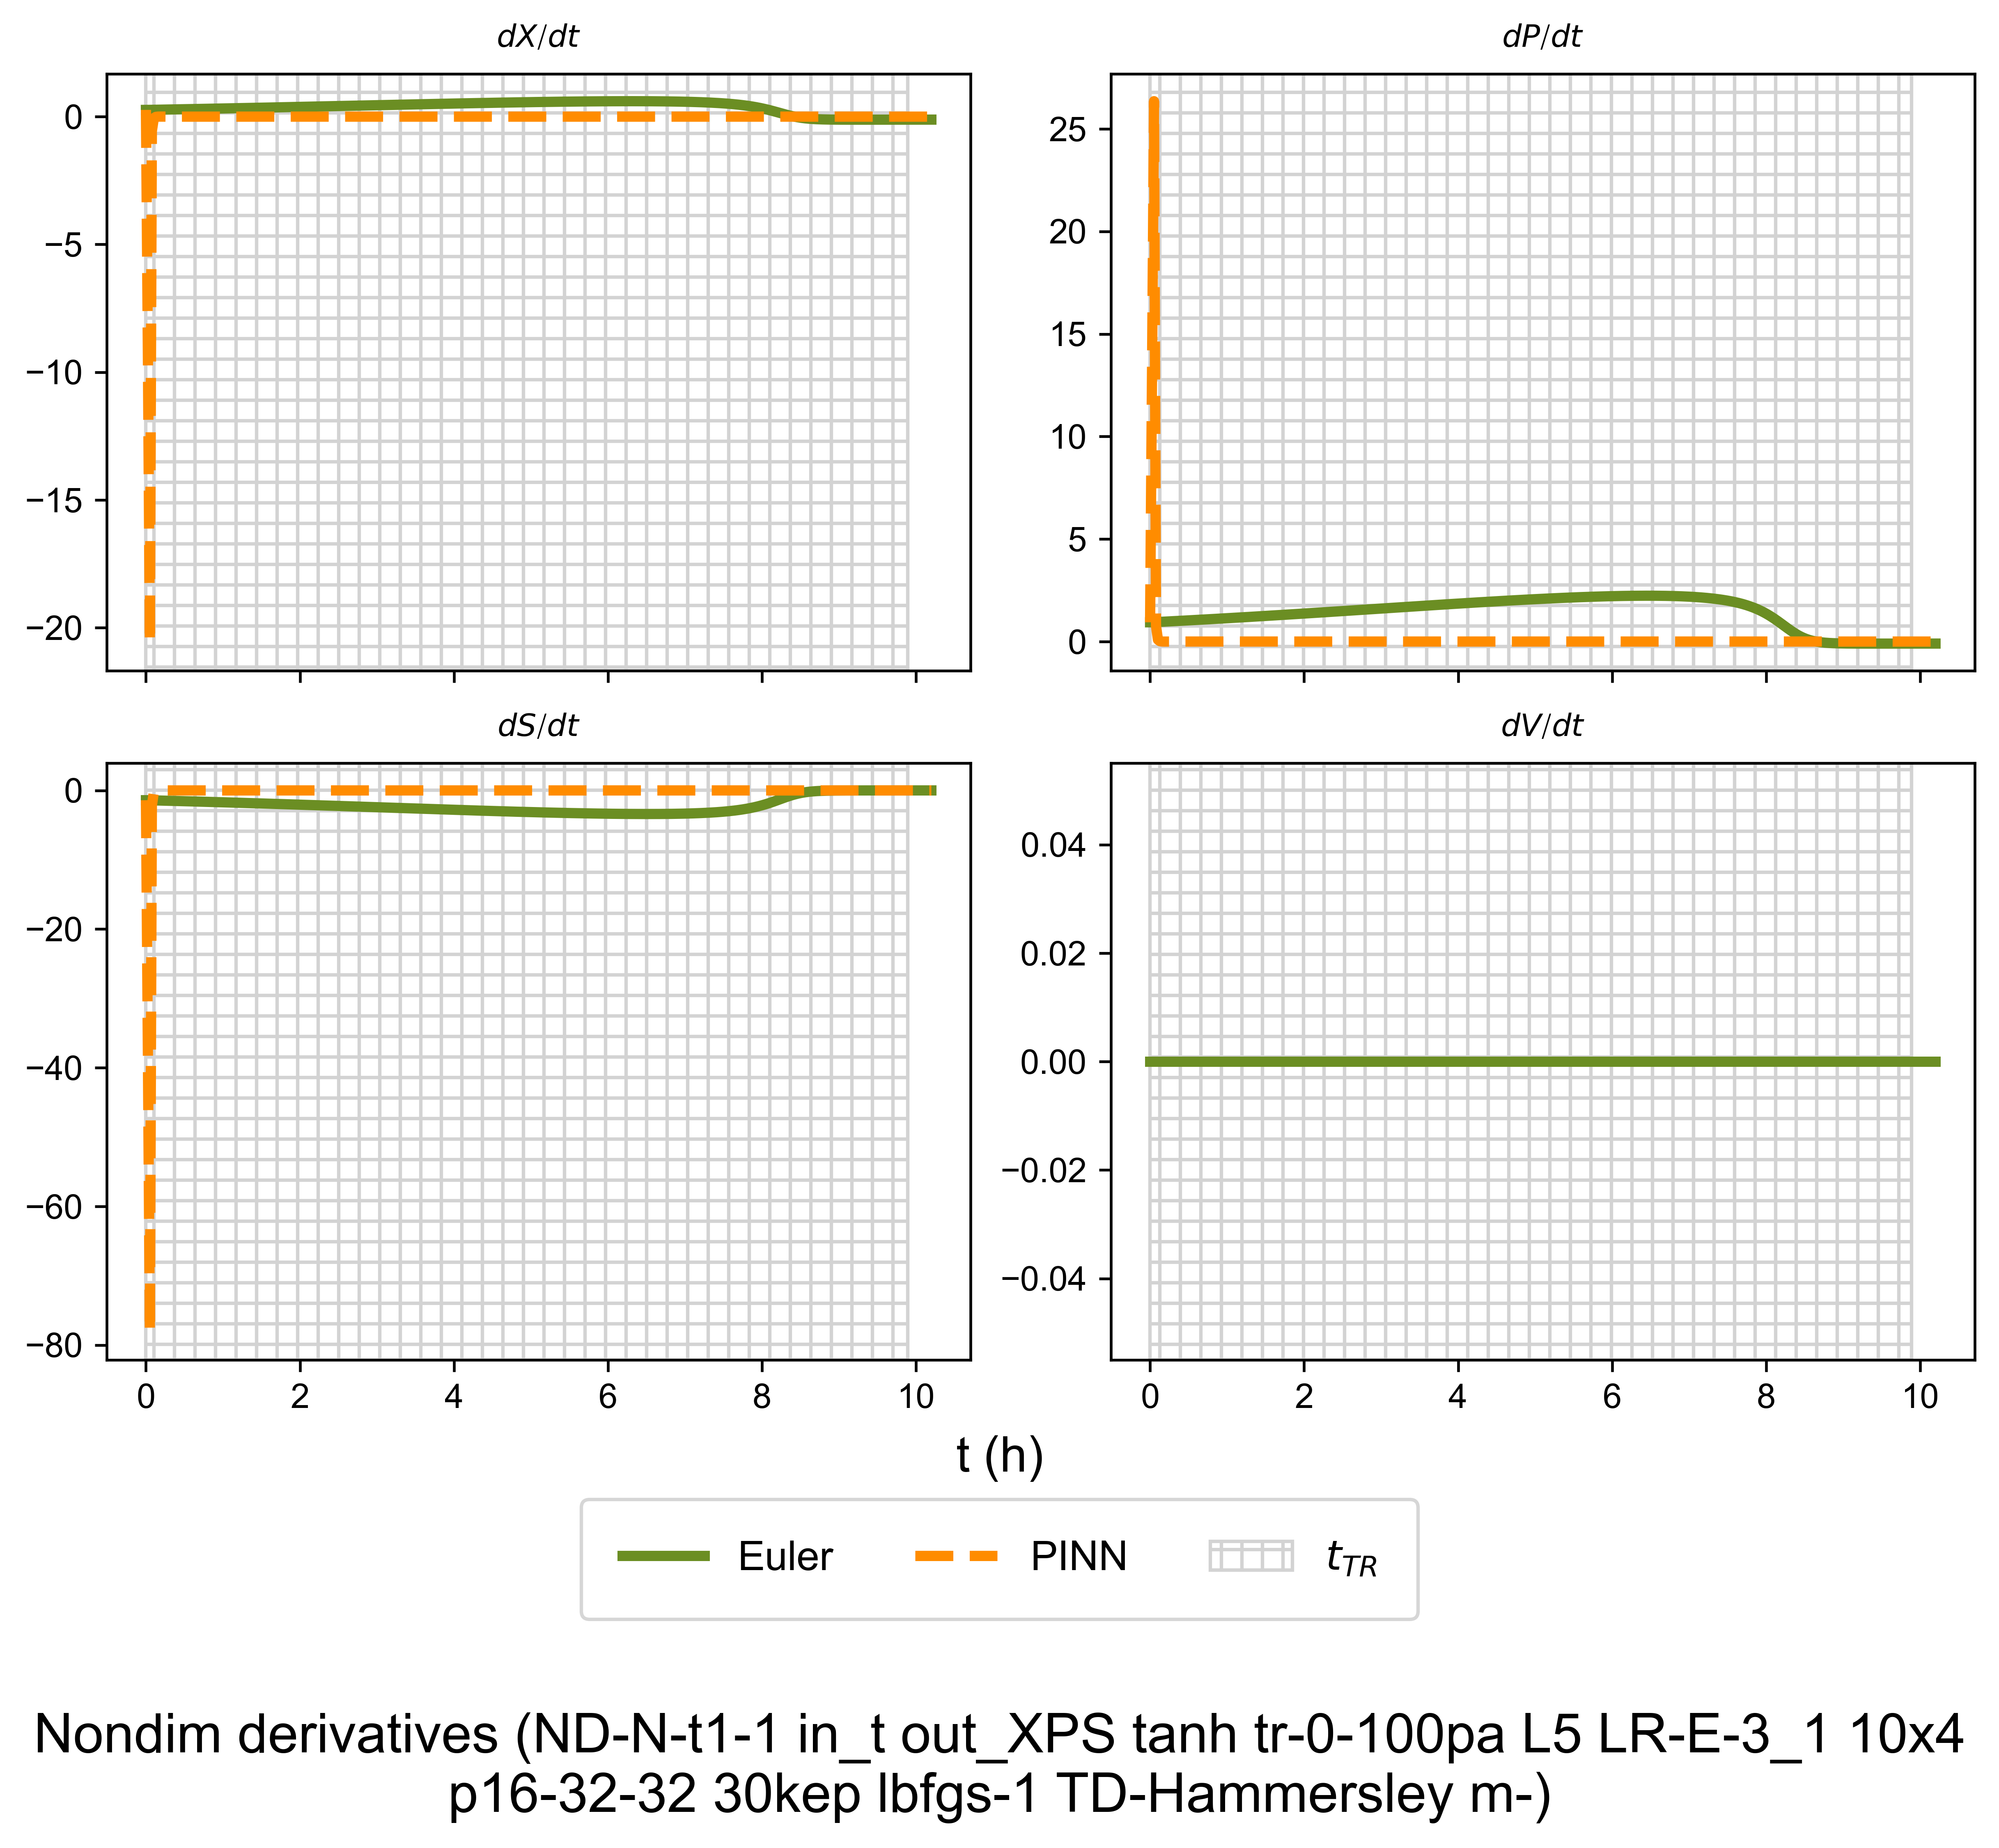 dX/dt
dP/dt
0
−5
−10
−15
−20
25
20
15
10
5
0
dS/dt
dV/dt
0
−20
−40
−60
−80
0.04
0.02
0.00
−0.02
−0.04
0 2 4 6 8 10
0 2 4 6 8 10
t (h)
Euler PINN t_TR
Nondim derivatives (ND-N-t1-1 in_t out_XPS tanh tr-0-100pa L5 LR-E-3_1 10x4
p16-32-32 30kep lbfgs-1 TD-Hammersley m-)